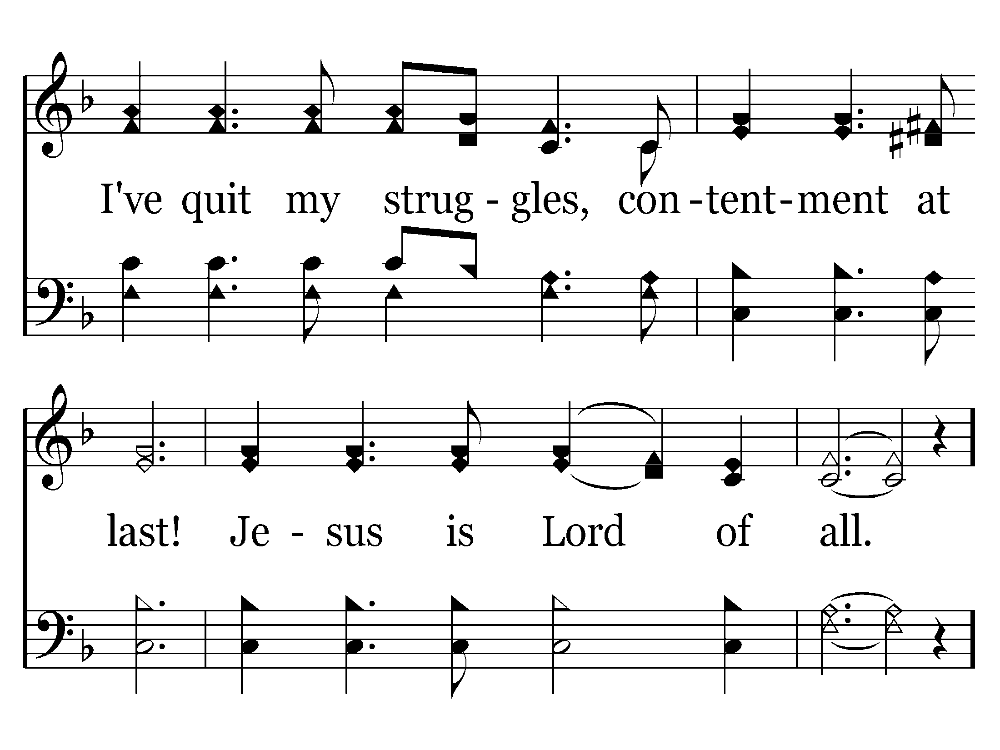 I've quit my strug - gles, con - tent - ment at
last! Je - sus is Lord of all.